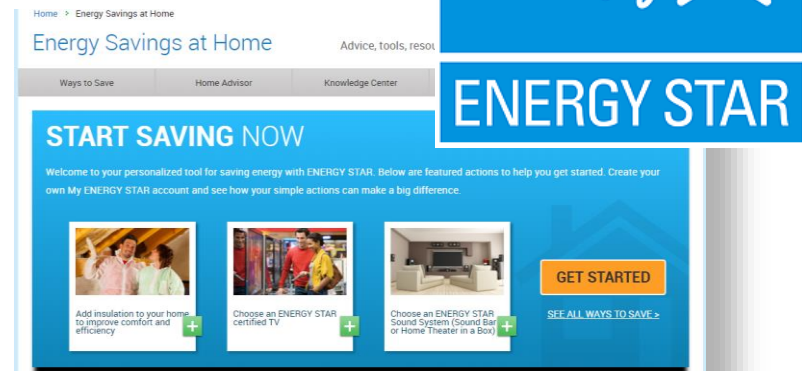 Home > Energy Savings at Home
Energy Savings at Home
Advice, tools,
Ways to Save
Home Advisor
Knowledge Center
ENERGY STAR
START SAVING NOW
Welcome to your personalized tool for saving energy with ENERGY STAR. Below are featured actions to help you get started. Create your
own My ENERGY STAR account and see how your simple actions can make a big difference.
Add insulation to your home
to improve comfort and
efficiency
Choose an ENERGY STAR
certified TV
Choose an ENERGY STAR
Sound System (Sound Bar
or Home Theater in a Box)
GET STARTED
SEE ALL WAYS TO SAVE >